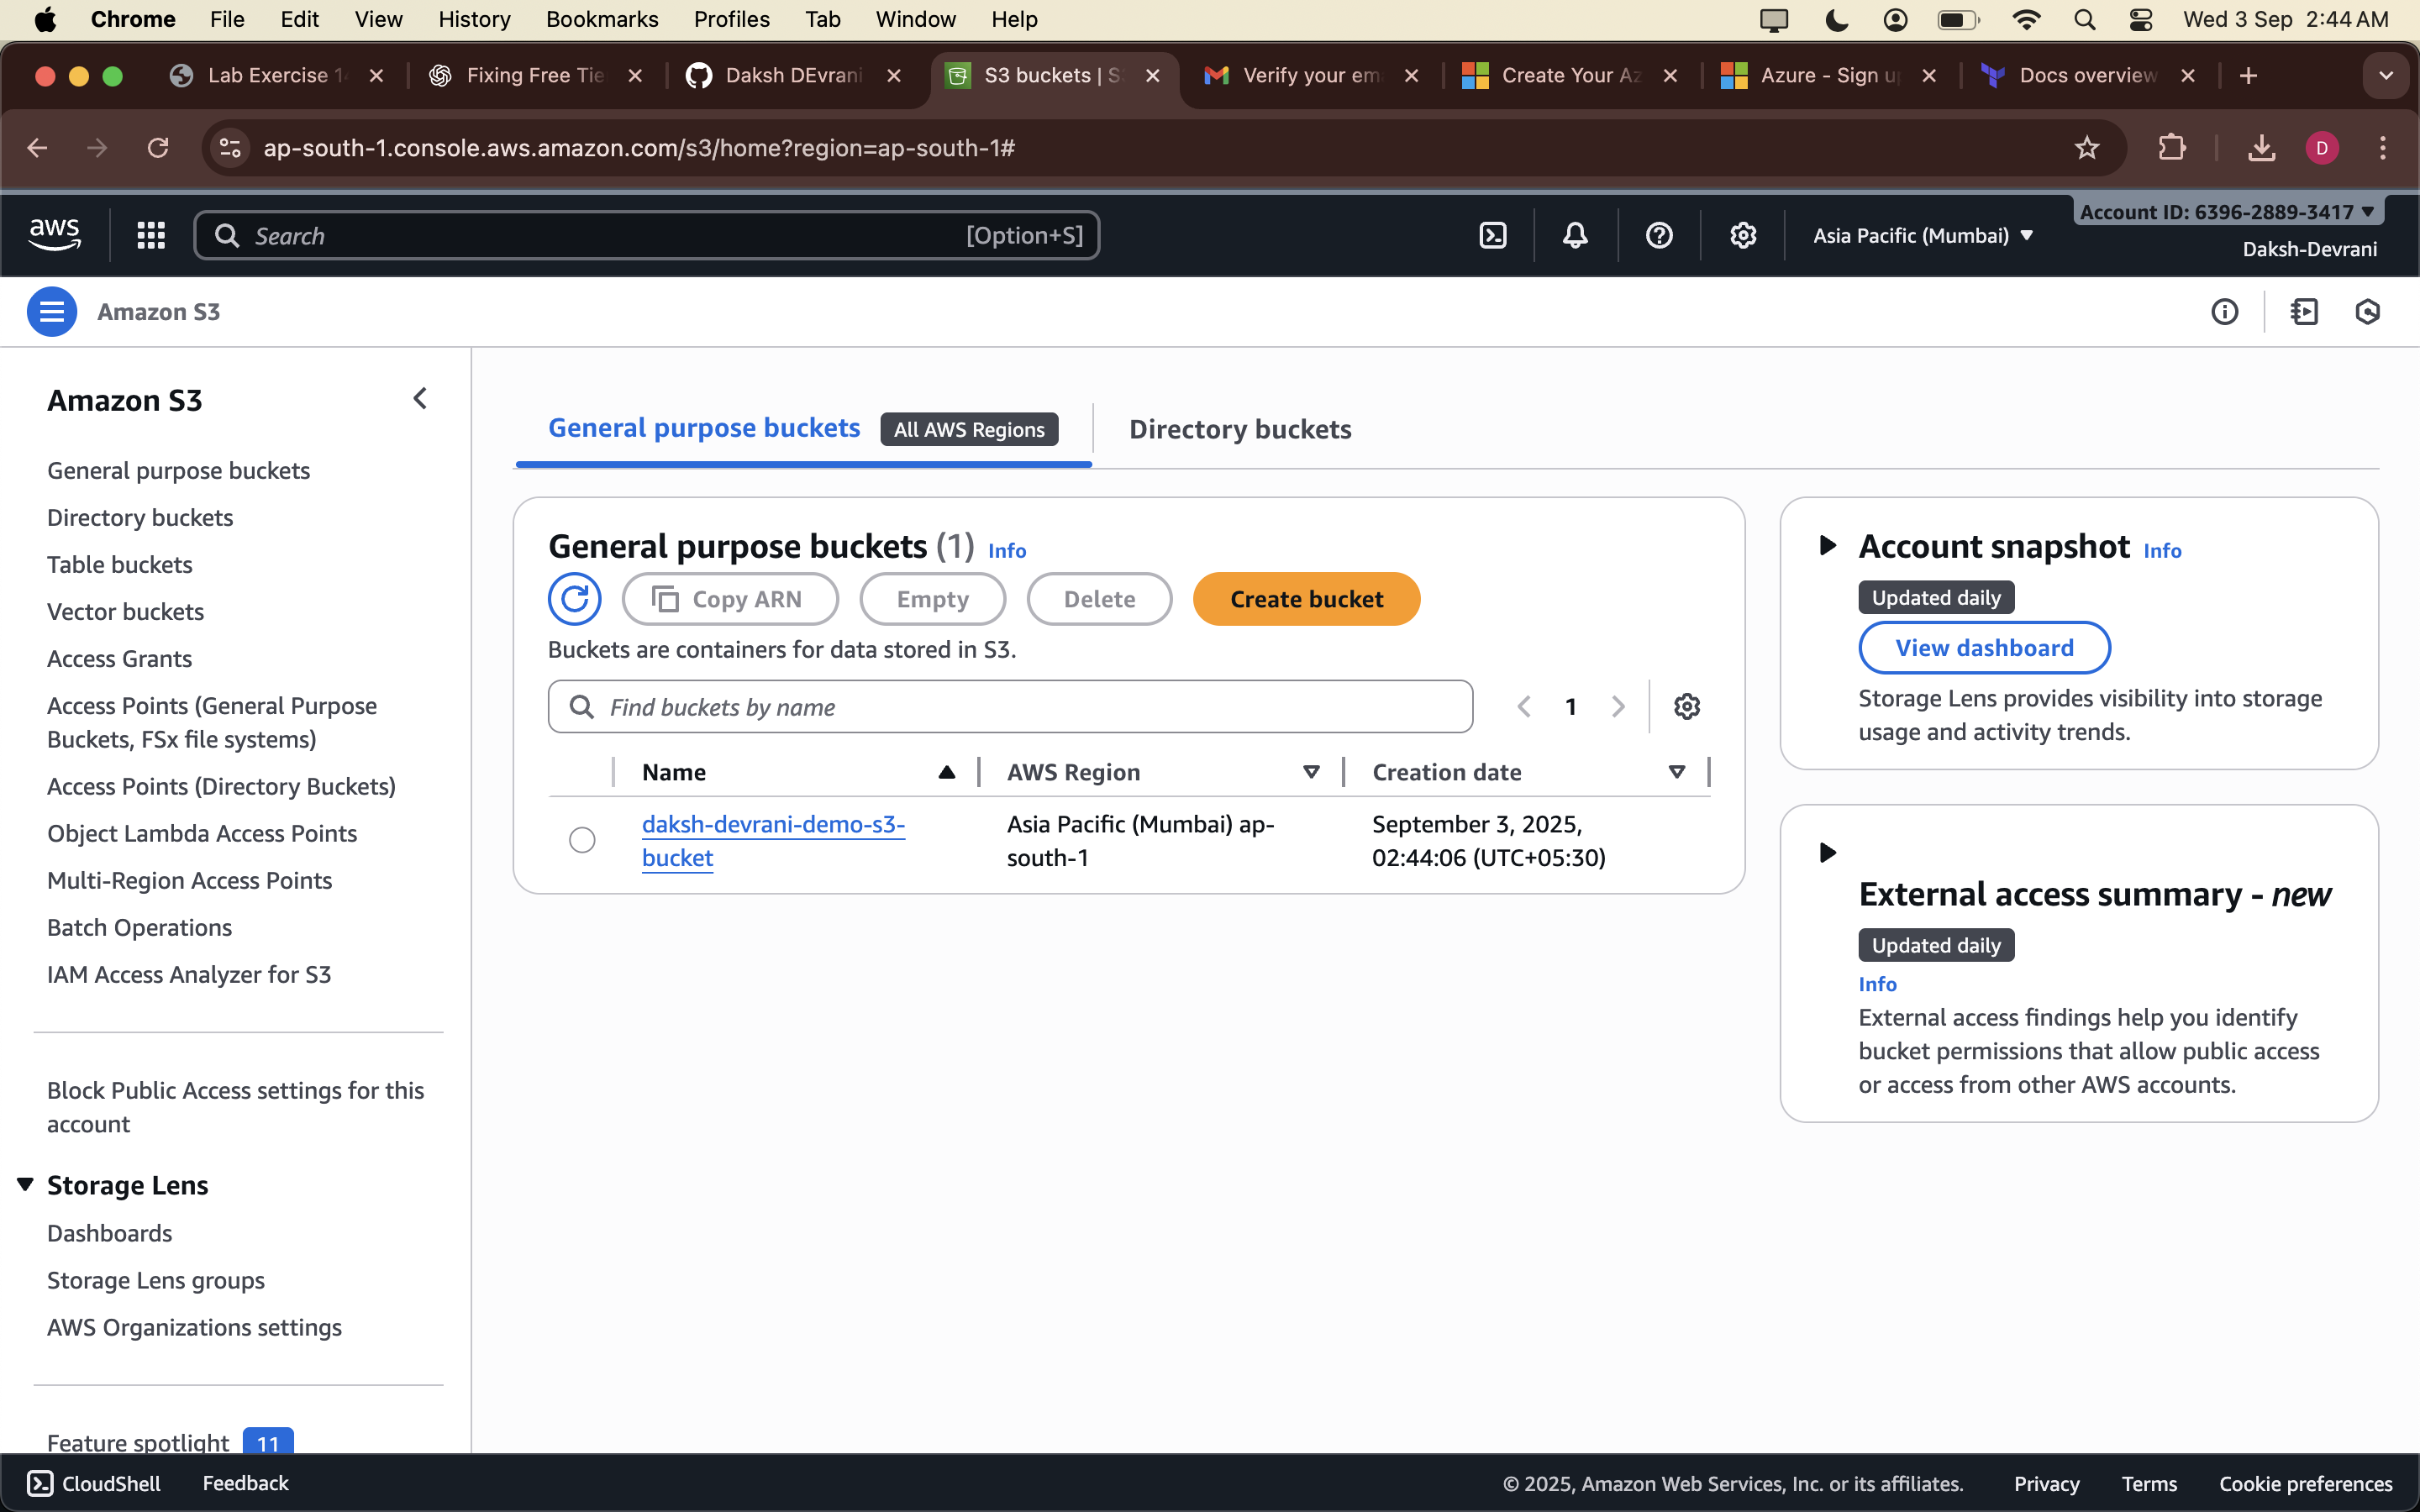 Chrome File Edit View History Bookmarks Profiles Tab Window Help Wed 3 Sep 2:44 AM
Lab Exercise Fixing Free Tie Daksh DEvrani S3 buckets | S Verify your em Create Your Az Azure - Sign u Docs overview
ap-south-1.console.aws.amazon.com/s3/home?region=ap-south-1#
D
aws Search [Option+S] Asia Pacific (Mumbai) Account ID: 6396-2889-3417
Daksh-Devrani
Amazon S3
Amazon S3
General purpose buckets
Directory buckets
Table buckets
Vector buckets
Access Grants
Access Points (General Purpose
Buckets, FSx file systems)
Access Points (Directory Buckets)
Object Lambda Access Points
Multi-Region Access Points
Batch Operations
IAM Access Analyzer for S3
Block Public Access settings for this
account
Storage Lens
Dashboards
Storage Lens groups
AWS Organizations settings
Feature spotlight 11
General purpose buckets All AWS Regions Directory buckets
General purpose buckets (1) Info
Copy ARN Empty Delete Create bucket
Buckets are containers for data stored in S3.
Find buckets by name 1
Name AWS Region Creation date
daksh-devrani-demo-s3- Asia Pacific (Mumbai) ap- September 3, 2025,
bucket south-1 02:44:06 (UTC+05:30)
Account snapshot Info
Updated daily
View dashboard
Storage Lens provides visibility into storage
usage and activity trends.
External access summary - new
Updated daily
Info
External access findings help you identify
bucket permissions that allow public access
or access from other AWS accounts.
CloudShell Feedback © 2025, Amazon Web Services, Inc. or its affiliates. Privacy Terms Cookie preferences